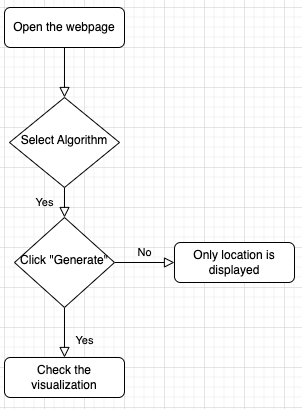 Open the webpage
Select Algorithm
Yes
Click "Generate"
No
Only location is
displayed
Yes
Check the
visualization